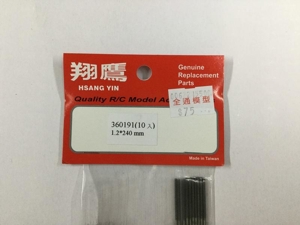 翔鷹
HSANG YIN
Genuine
Replacement
Parts
Quality R/C Model
全通模型
175
360191(10入)
1.2*240 mm
Made in Taiwan